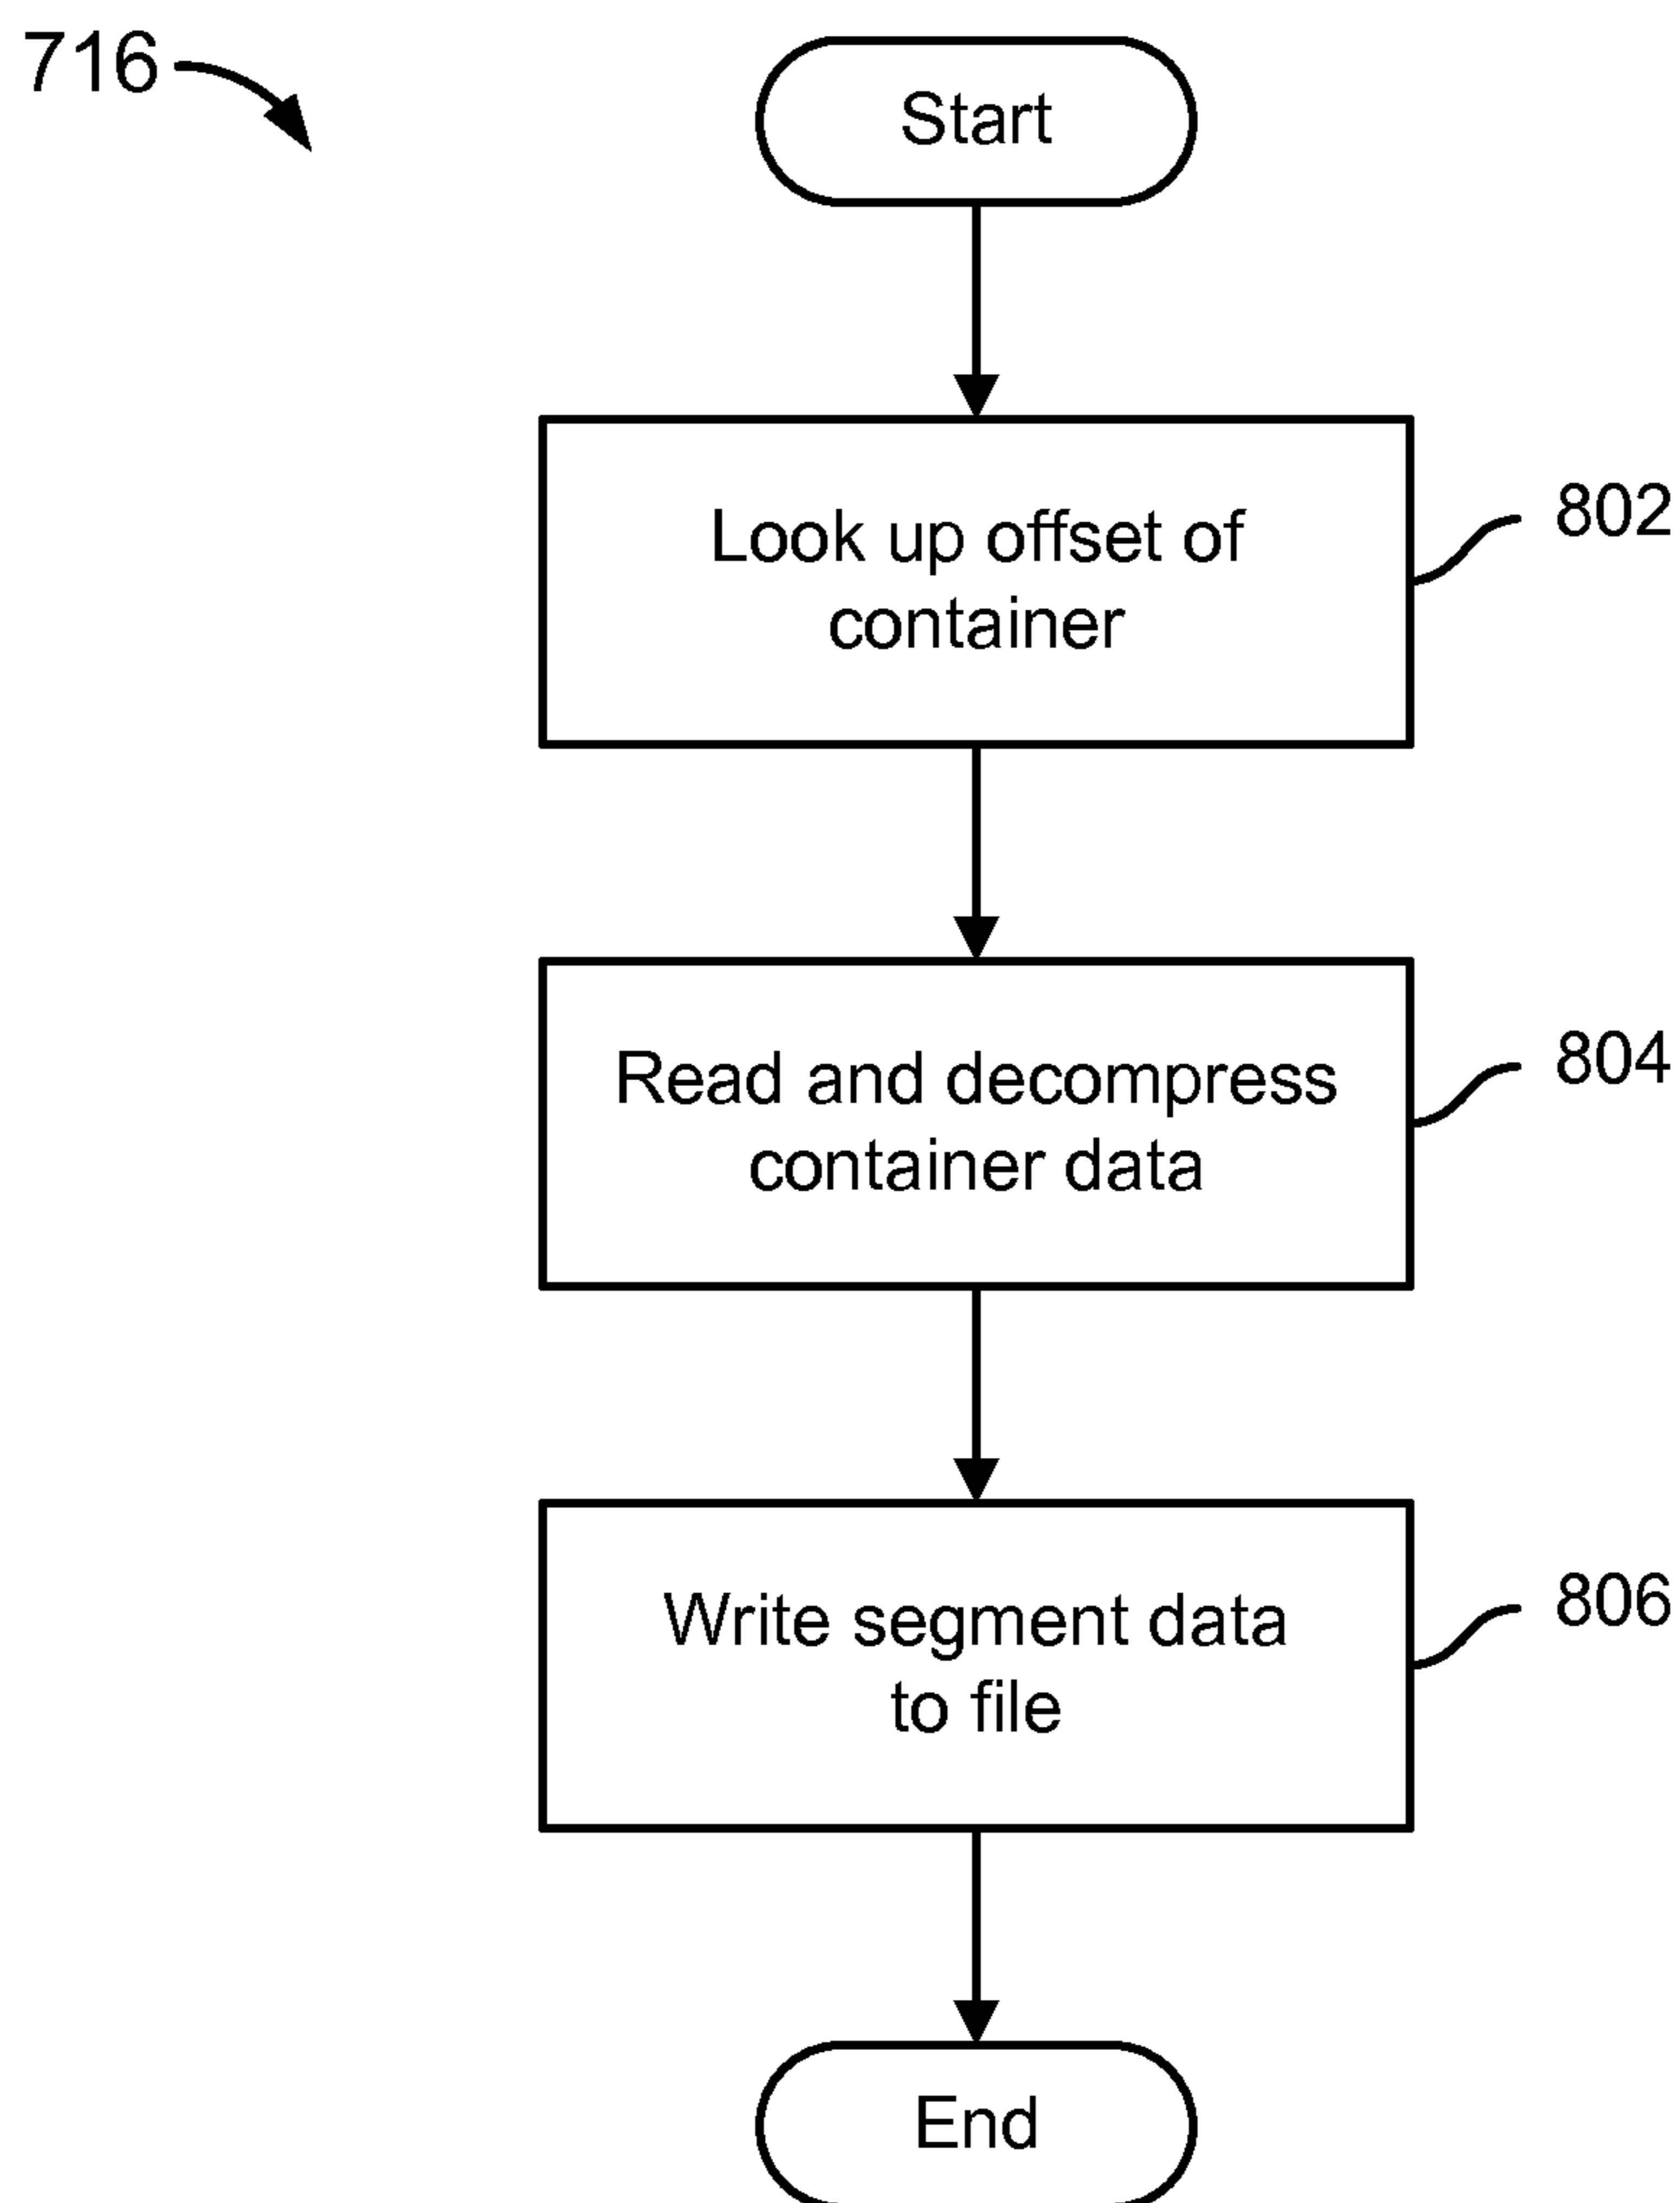 716
Start
Look up offset of
container
802
Read and decompress
container data
804
Write segment data
to file
806
End